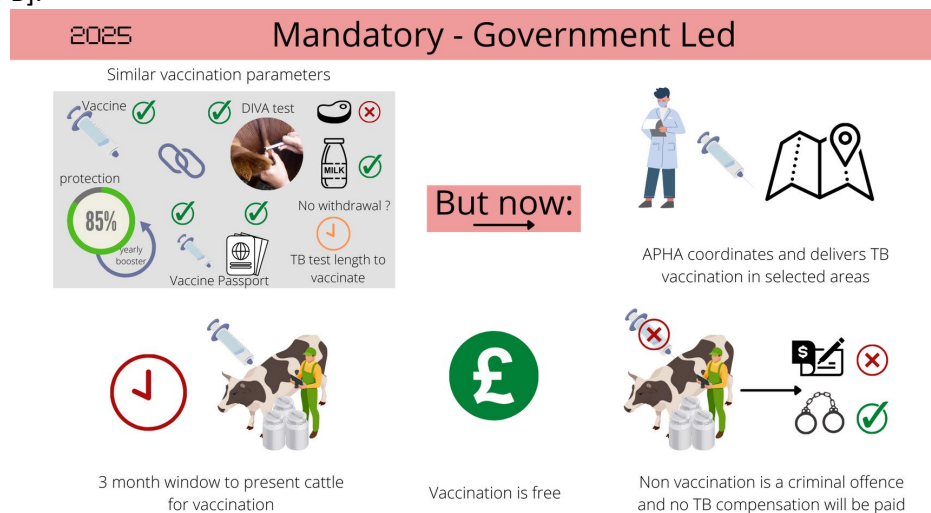 2025
Mandatory - Government Led
Similar vaccination parameters
Vaccine
DIVA test
MILK
protection
85%
yearly
booster
No withdrawal ?
Vaccine Passport
TB test length to
vaccinate
But now:
APHA coordinates and delivers TB
vaccination in selected areas
3 month window to present cattle
for vaccination
£
Vaccination is free
$
Non vaccination is a criminal offence
and no TB compensation will be paid